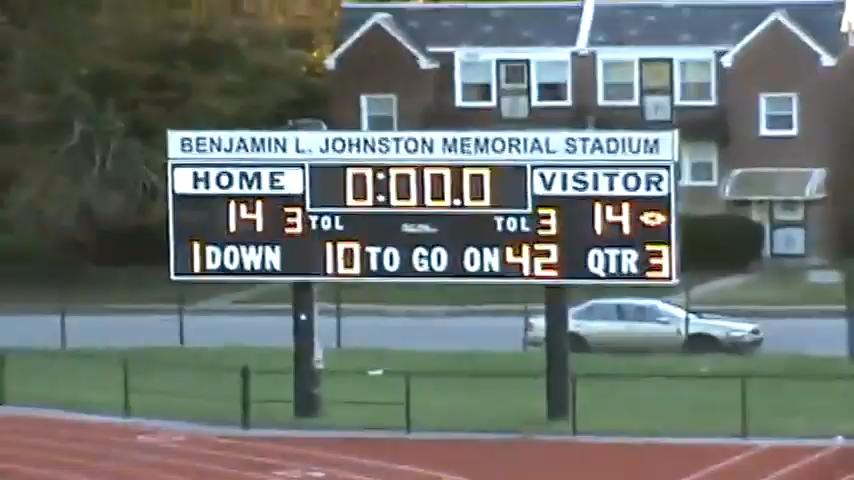 BENJAMIN L. JOHNSTON MEMORIAL STADIUM
HOME 0:00.0 VISITOR
14 3 TOL TOL 3 14
1 DOWN 10 TO GO ON 42 QTR 3